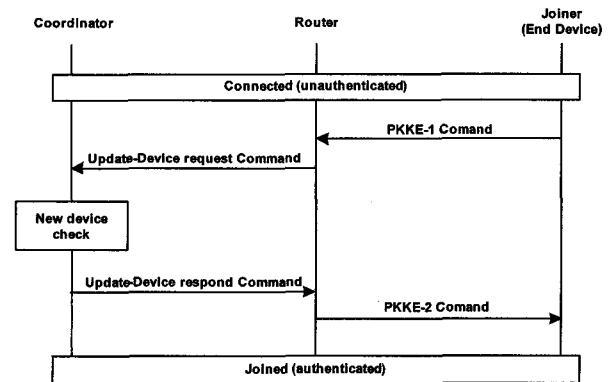 Coordinator
Router
Joiner
(End Device)
Connected (unauthenticated)
PKKE-1 Comand
Update-Device request Command
New device
check
Update-Device respond Command
PKKE-2 Comand
Joined (authenticated)